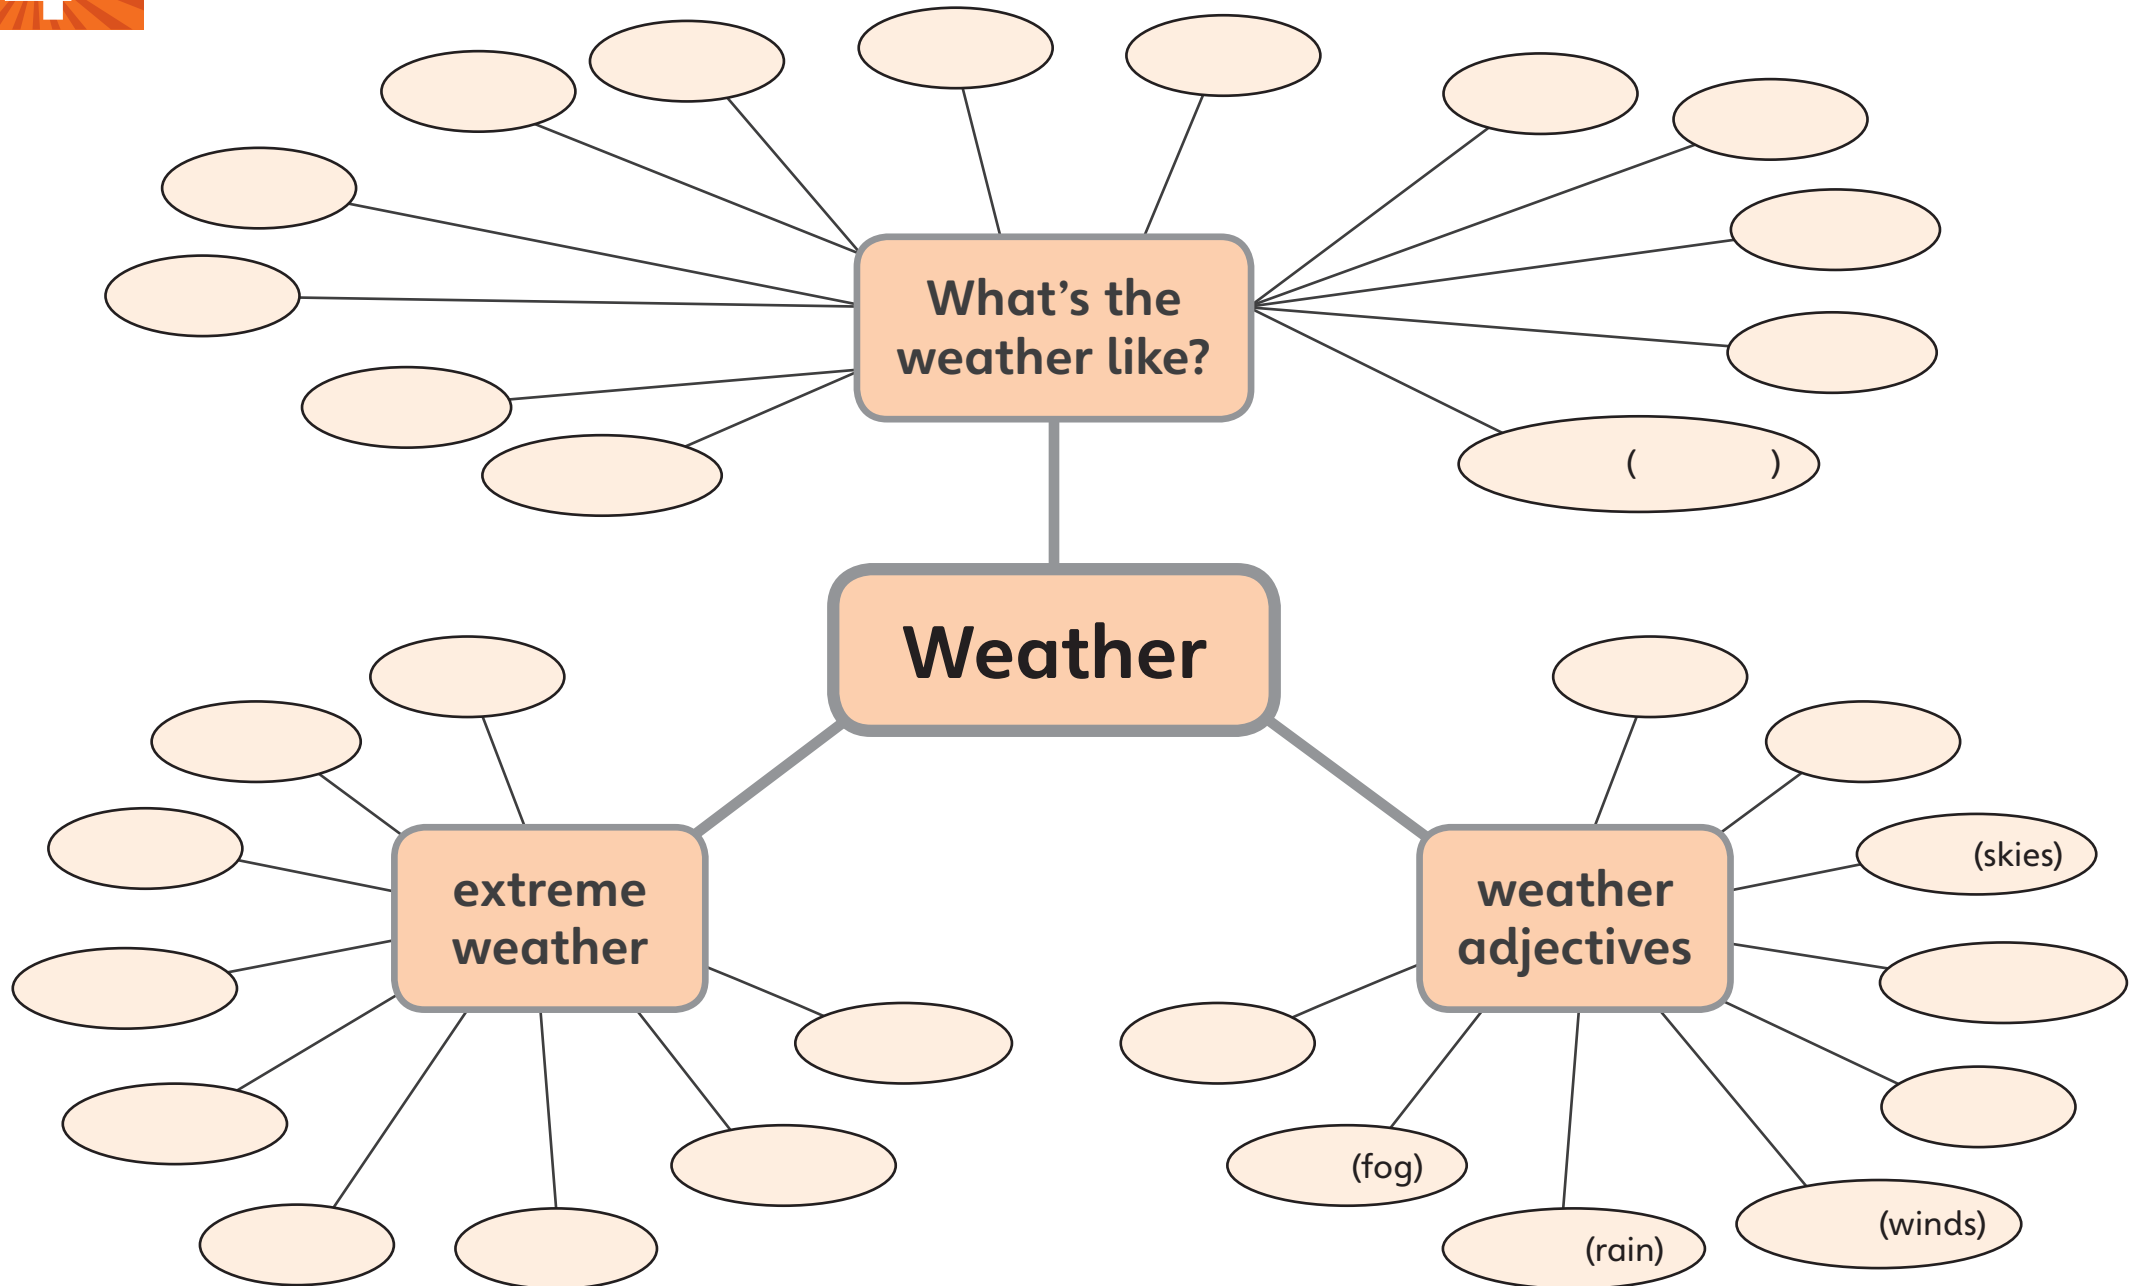 What's the
weather like?
( )
Weather
extreme
weather
weather
adjectives
(skies)
(fog)
(rain)
(winds)